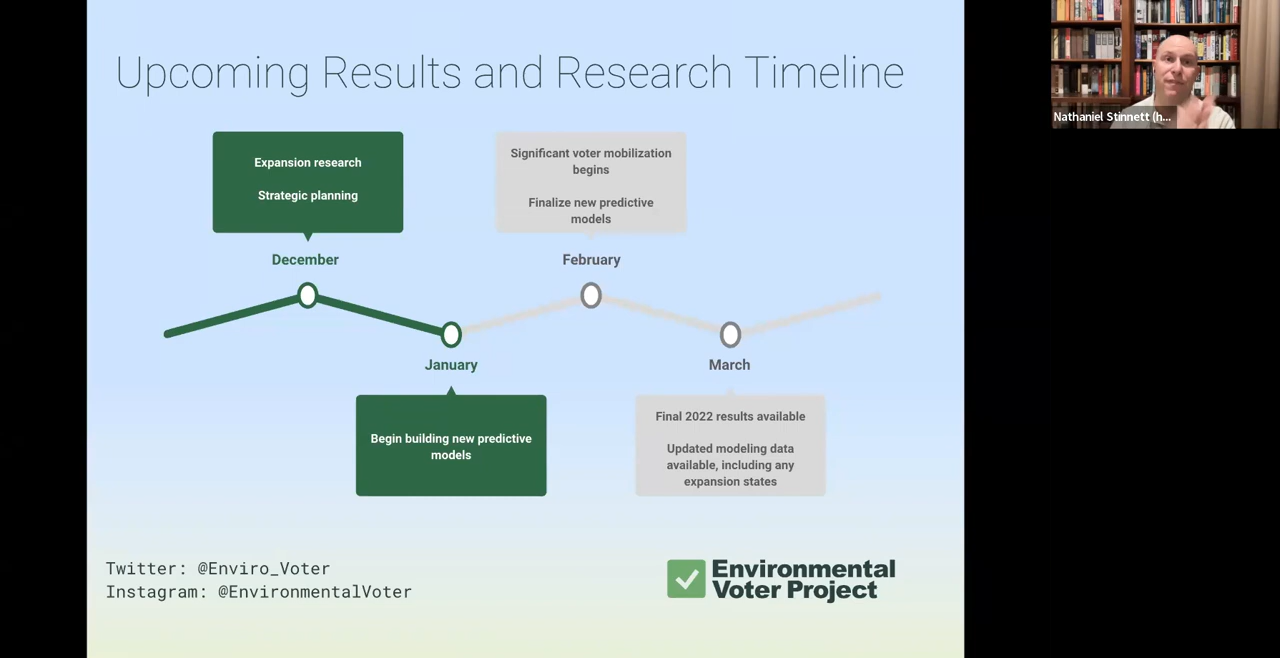 Upcoming Results and Research Timeline
Expansion research
Strategic planning
Significant voter mobilization
begins
Finalize new predictive
models
December
February
January
March
Begin building new predictive
models
Final 2022 results available
Updated modeling data
available, including any
expansion states
Twitter: @Enviro_Voter
Instagram: @EnvironmentalVoter
Environmental
Voter Project
Nathaniel Stinnett (h...